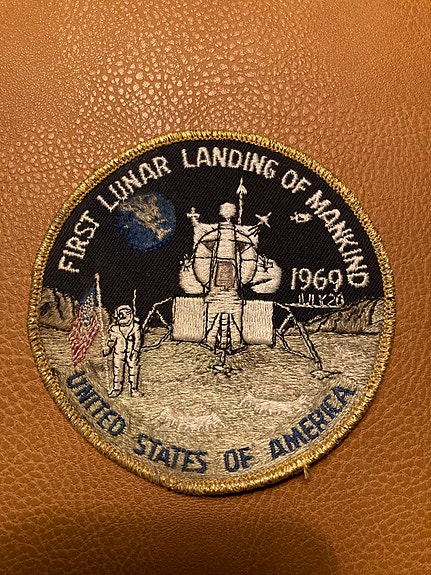 FIRST LUNAR LANDING OF MANKIND
1969
JULY 20
UNITED STATES OF AMERICA